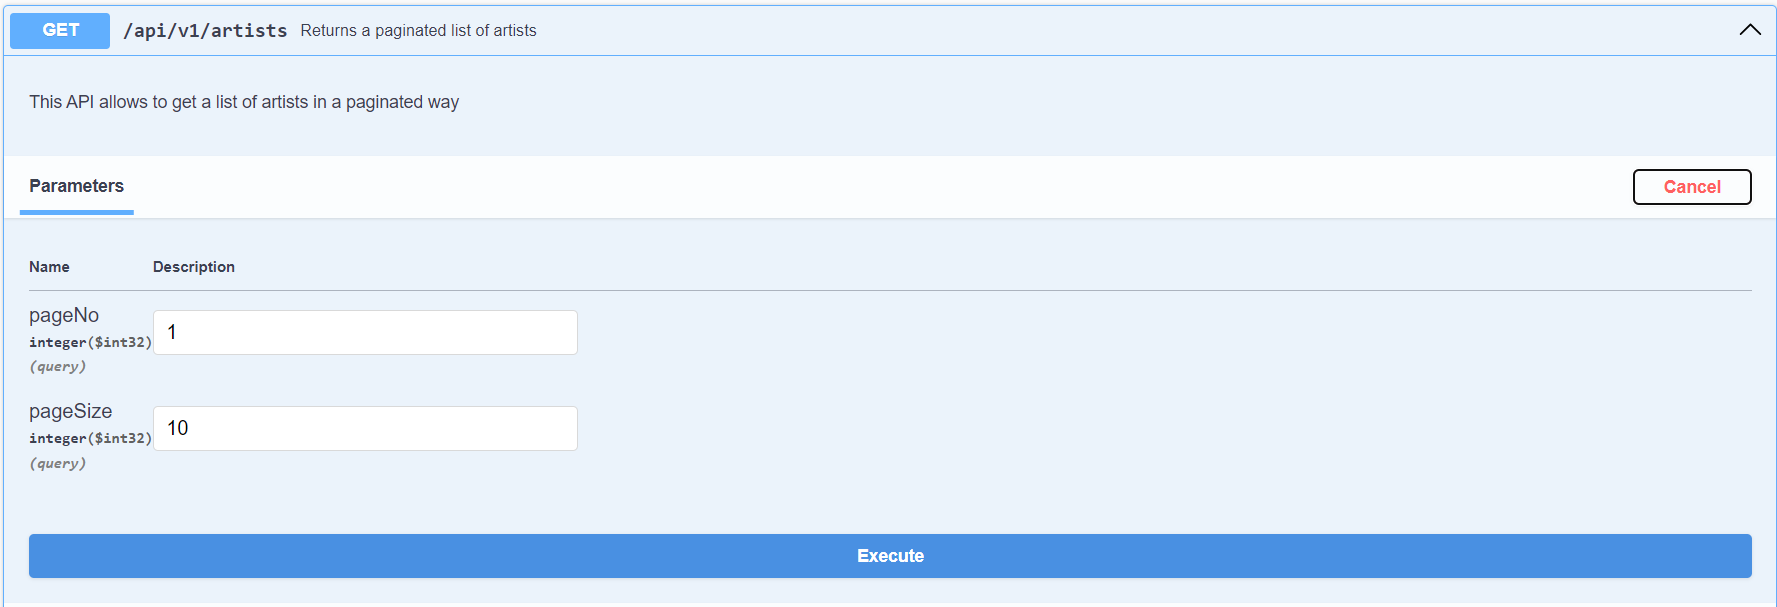 GET /api/v1/artists Returns a paginated list of artists
This API allows to get a list of artists in a paginated way
Parameters Cancel
Name Description
pageNo
integer($int32) 1
(query)
pageSize
integer($int32) 10
(query)
Execute